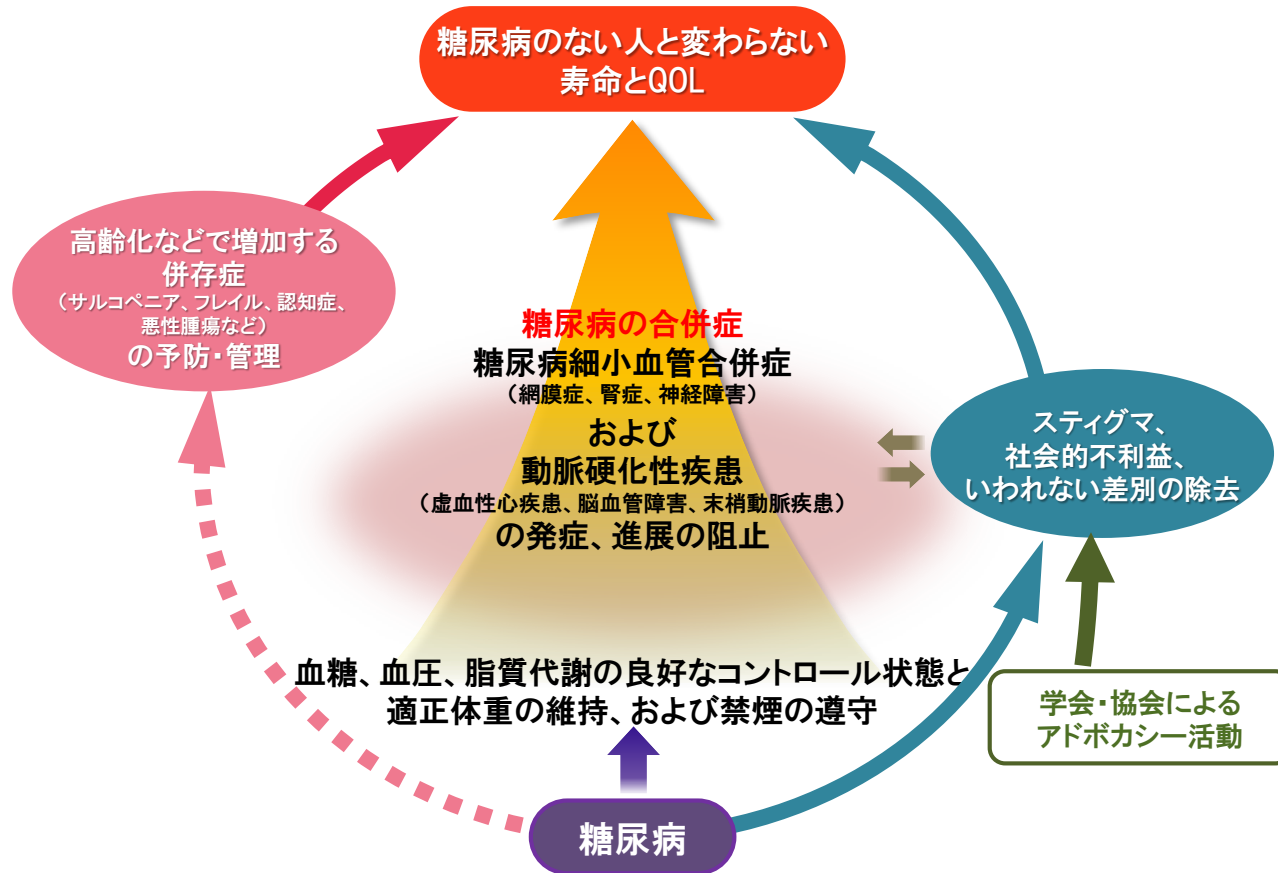 糖尿病のない人と変わらない
寿命とQOL
高齢化などで増加する
併存症
（サルコペニア、フレイル、認知症、
悪性腫瘍など）
の予防・管理
糖尿病の合併症
糖尿病細小血管合併症
（網膜症、腎症、神経障害）
および
動脈硬化性疾患
（虚血性心疾患、脳血管障害、末梢動脈疾患）
の発症、進展の阻止
スティグマ、
社会的不利益、
いわれない差別の除去
血糖、血圧、脂質代謝の良好なコントロール状態と
適正体重の維持、および禁煙の遵守
学会・協会による
アドボカシー活動
糖尿病